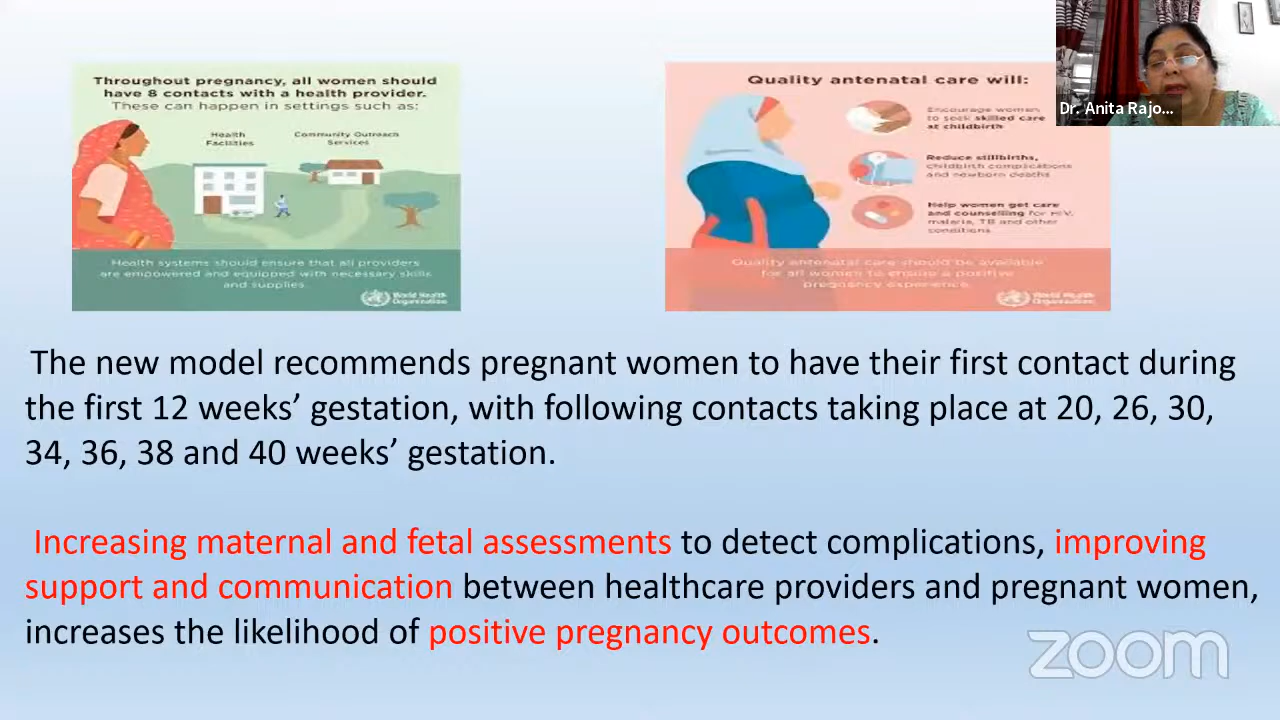 Throughout pregnancy, all women should
have 8 contacts with a health provider.
These can happen in settings such as:
Health
Facilities
Community Outreach
Services
Health systems should ensure that all providers
are empowered and equipped with necessary skills
and supplies.
World Health
Organization
Quality antenatal care will:
Encourage women
to seek skilled care
at childbirth
Reduce stillbirths,
childbirth complications
and newborn deaths
Help women get care
and counselling for HIV,
malaria, TB and other
conditions
Quality antenatal care should be available
for all women to ensure a positive
pregnancy experience.
World Health
Organization
Dr. Anita Rajo...
The new model recommends pregnant women to have their first contact during
the first 12 weeks’ gestation, with following contacts taking place at 20, 26, 30,
34, 36, 38 and 40 weeks’ gestation.
Increasing maternal and fetal assessments to detect complications, improving
support and communication between healthcare providers and pregnant women,
increases the likelihood of positive pregnancy outcomes.
zoom